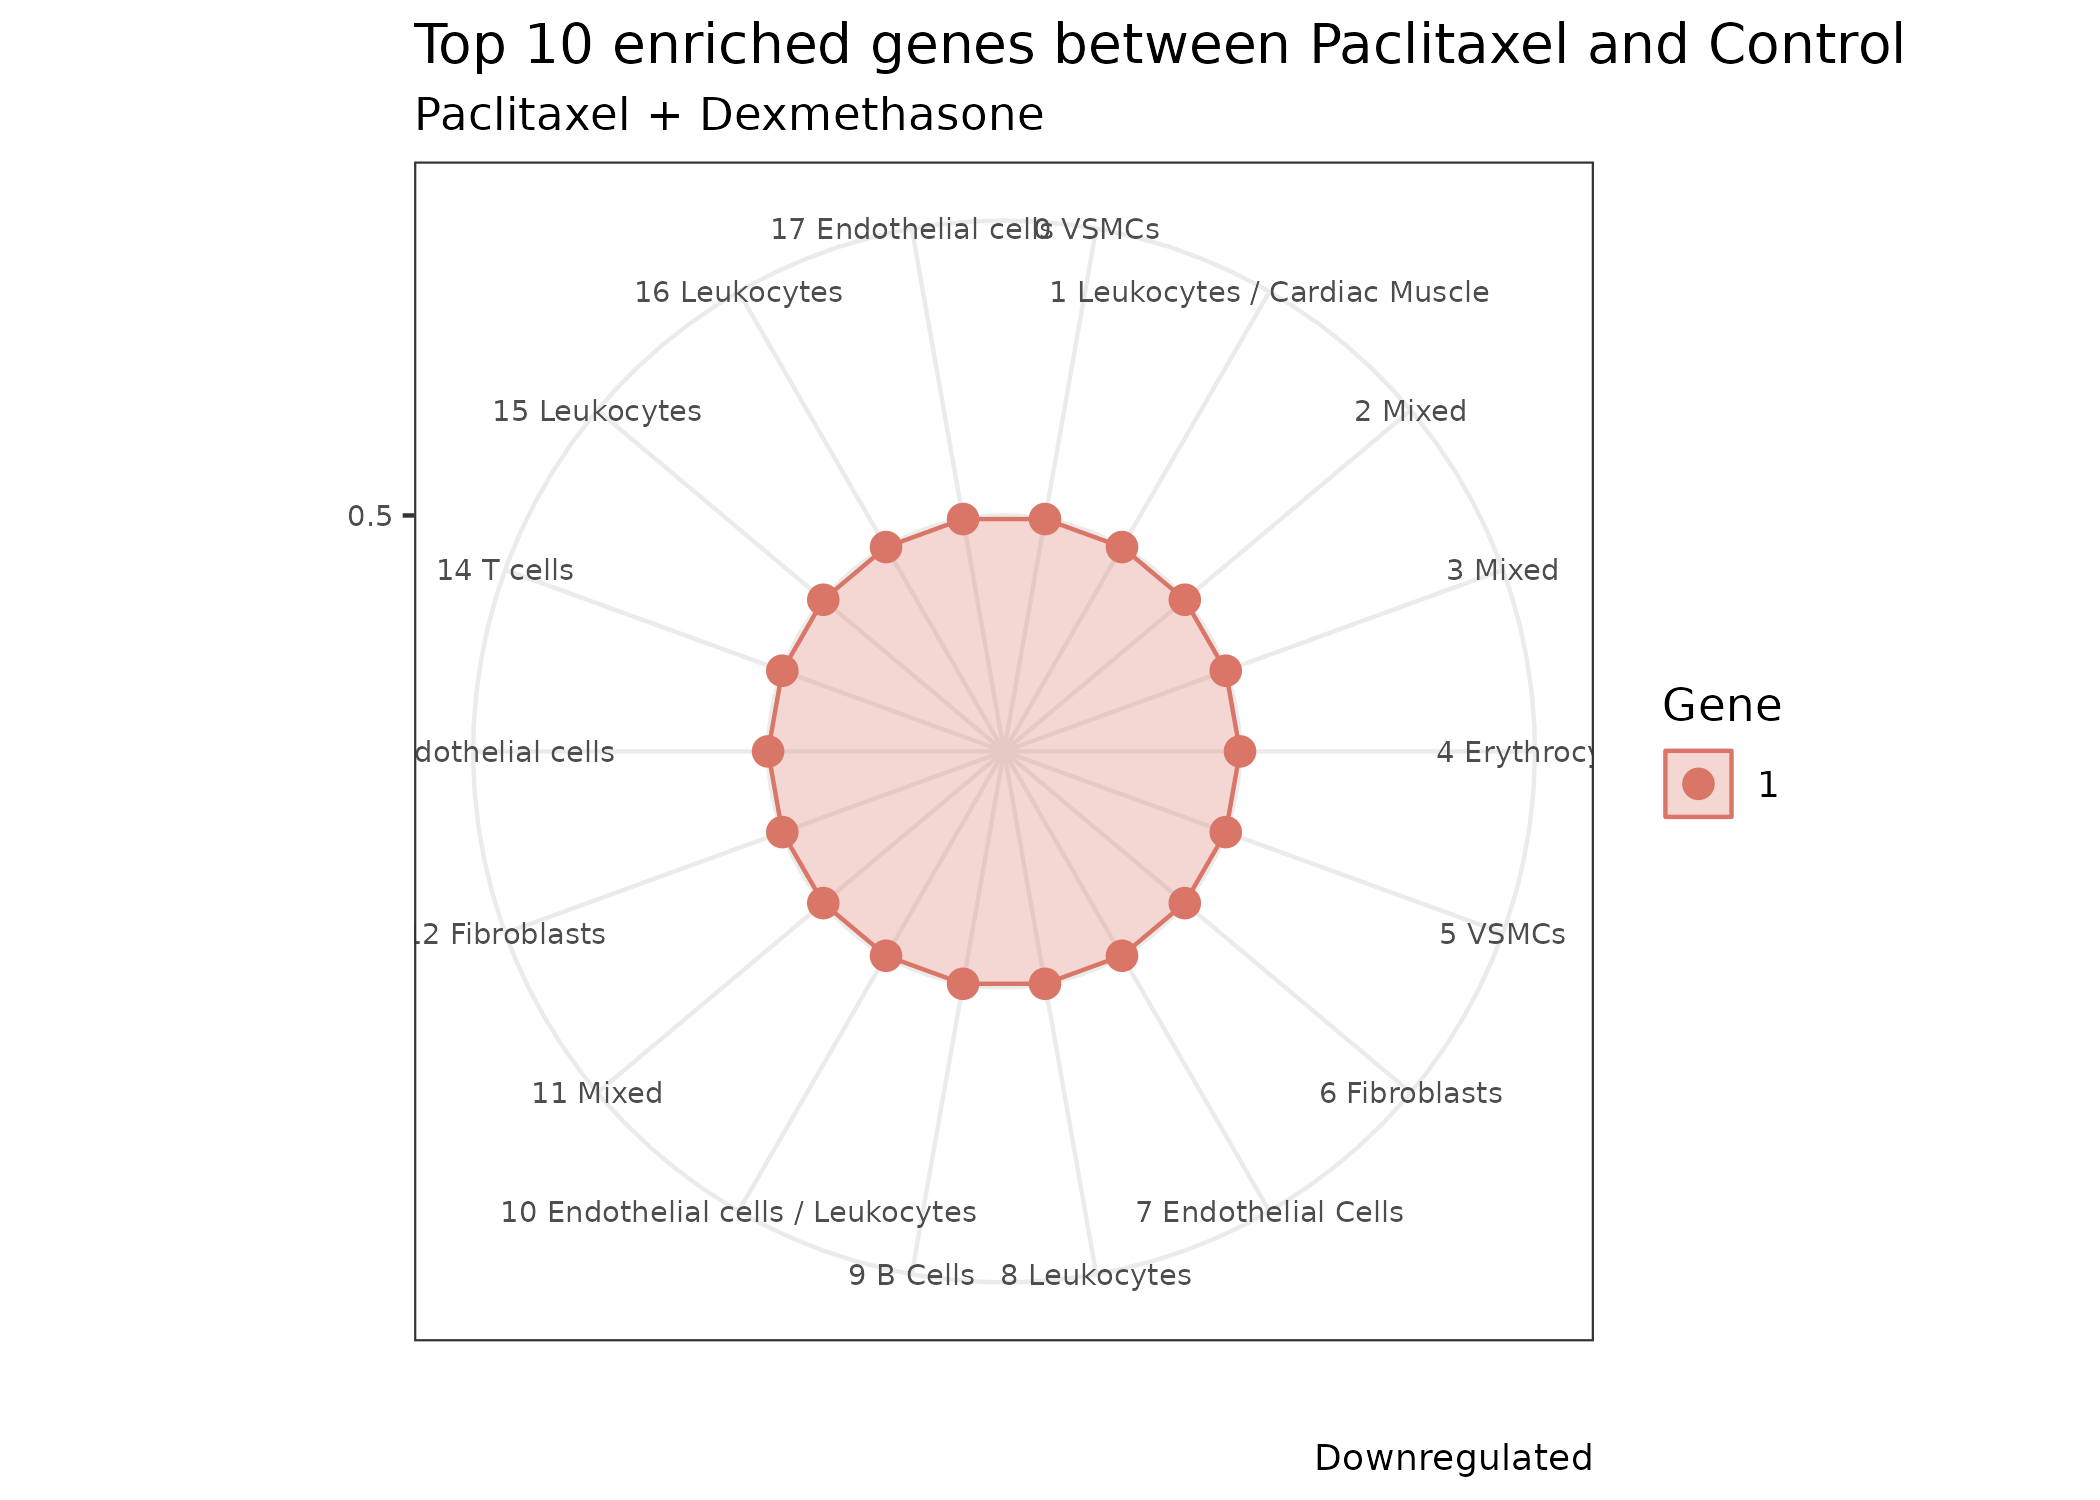 Top 10 enriched genes between Paclitaxel and Control
Paclitaxel + Dexmethasone
17 Endothelial cells
0 VSMCs
16 Leukocytes
1 Leukocytes / Cardiac Muscle
15 Leukocytes
2 Mixed
0.5
14 T cells
3 Mixed
dothelial cells
4 Erythrocy
Gene
1
12 Fibroblasts
5 VSMCs
11 Mixed
6 Fibroblasts
10 Endothelial cells / Leukocytes
7 Endothelial Cells
9 B Cells
8 Leukocytes
Downregulated